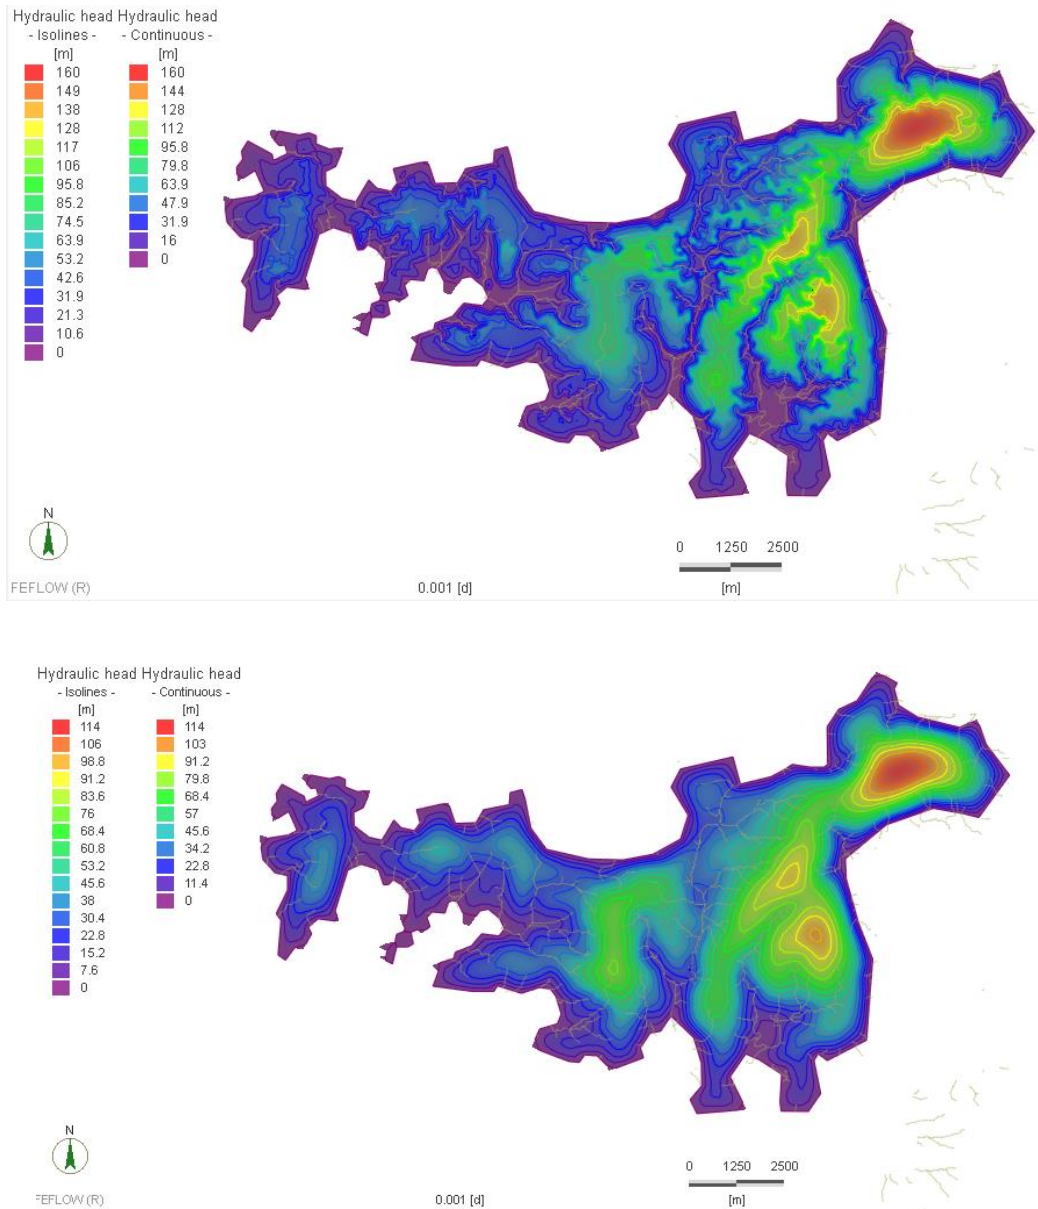 Hydraulic head Hydraulic head
- Isolines - - Continuous -
[m] [m]
160 160
149 144
138 128
128 112
117 95.8
106 79.8
95.8 63.9
85.2 47.9
74.5 31.9
63.9 16
53.2 0
42.6
31.9
21.3
10.6
0
N
0 1250 2500
FEFLOW (R) 0.001 [d] [m]
Hydraulic head Hydraulic head
- Isolines - - Continuous -
[m] [m]
114 114
106 103
98.8 91.2
91.2 79.8
83.6 68.4
76 57
68.4 45.6
60.8 34.2
53.2 22.8
45.6 11.4
38 0
30.4
22.8
15.2
7.6
0
N
0 1250 2500
FEFLOW (R) 0.001 [d] [m]